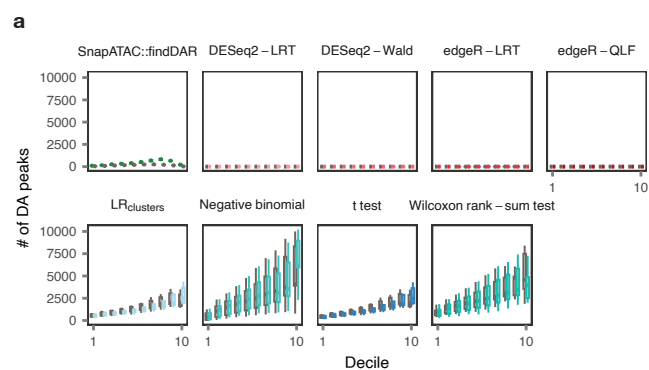 a
SnapATAC::findDAR DESeq2 – LRT DESeq2 – Wald edgeR – LRT edgeR – QLF
10000
7500
5000
2500
0
1 10
# of DA peaks
LRclusters Negative binomial t test Wilcoxon rank – sum test
10000
7500
5000
2500
0
1 10 1 10 1 10 1 10
Decile